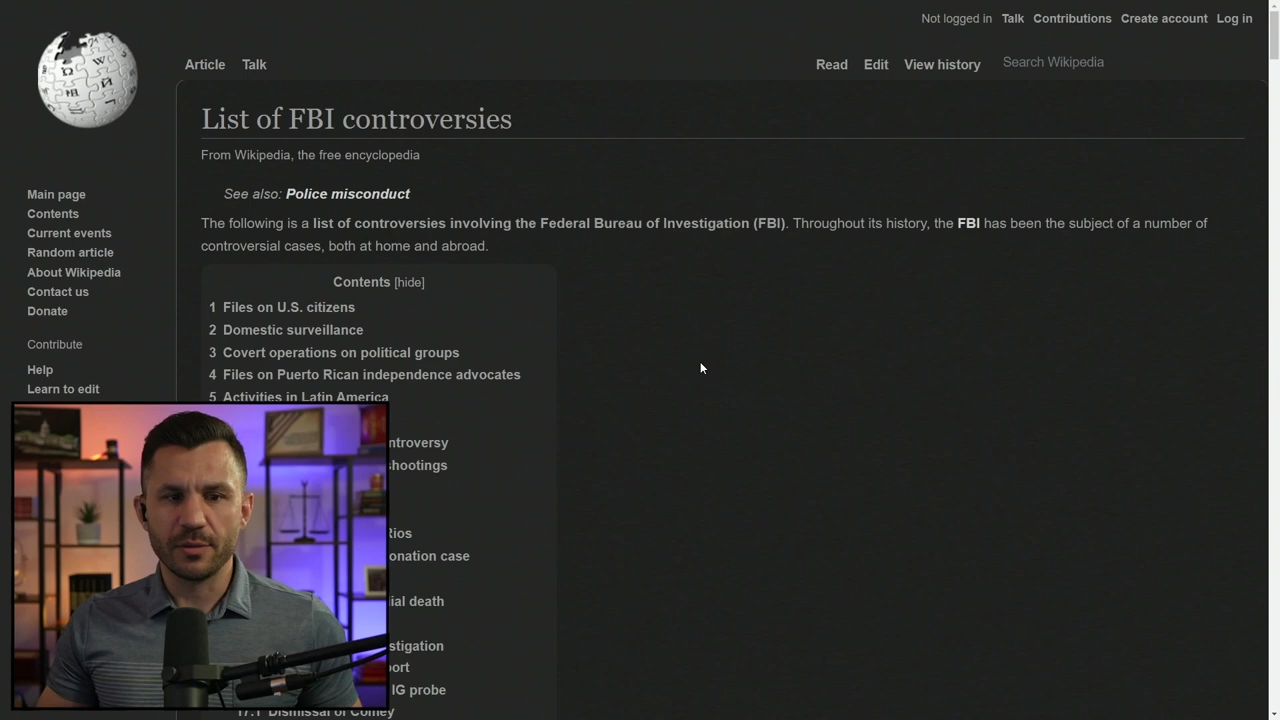 Not logged in Talk Contributions Create account Log in
Article Talk Read Edit View history Search Wikipedia
List of FBI controversies
From Wikipedia, the free encyclopedia
See also: Police misconduct
The following is a list of controversies involving the Federal Bureau of Investigation (FBI). Throughout its history, the FBI has been the subject of a number of
controversial cases, both at home and abroad.
Main page
Contents
Current events
Random article
About Wikipedia
Contact us
Donate
Contribute
Help
Learn to edit
Contents [hide]
1 Files on U.S. citizens
2 Domestic surveillance
3 Covert operations on political groups
4 Files on Puerto Rican independence advocates
5 Activities in Latin America
ntroversy
shootings
Rios
onation case
ial death
stigation
ort
IG probe
17.1 Dismissal of Comey